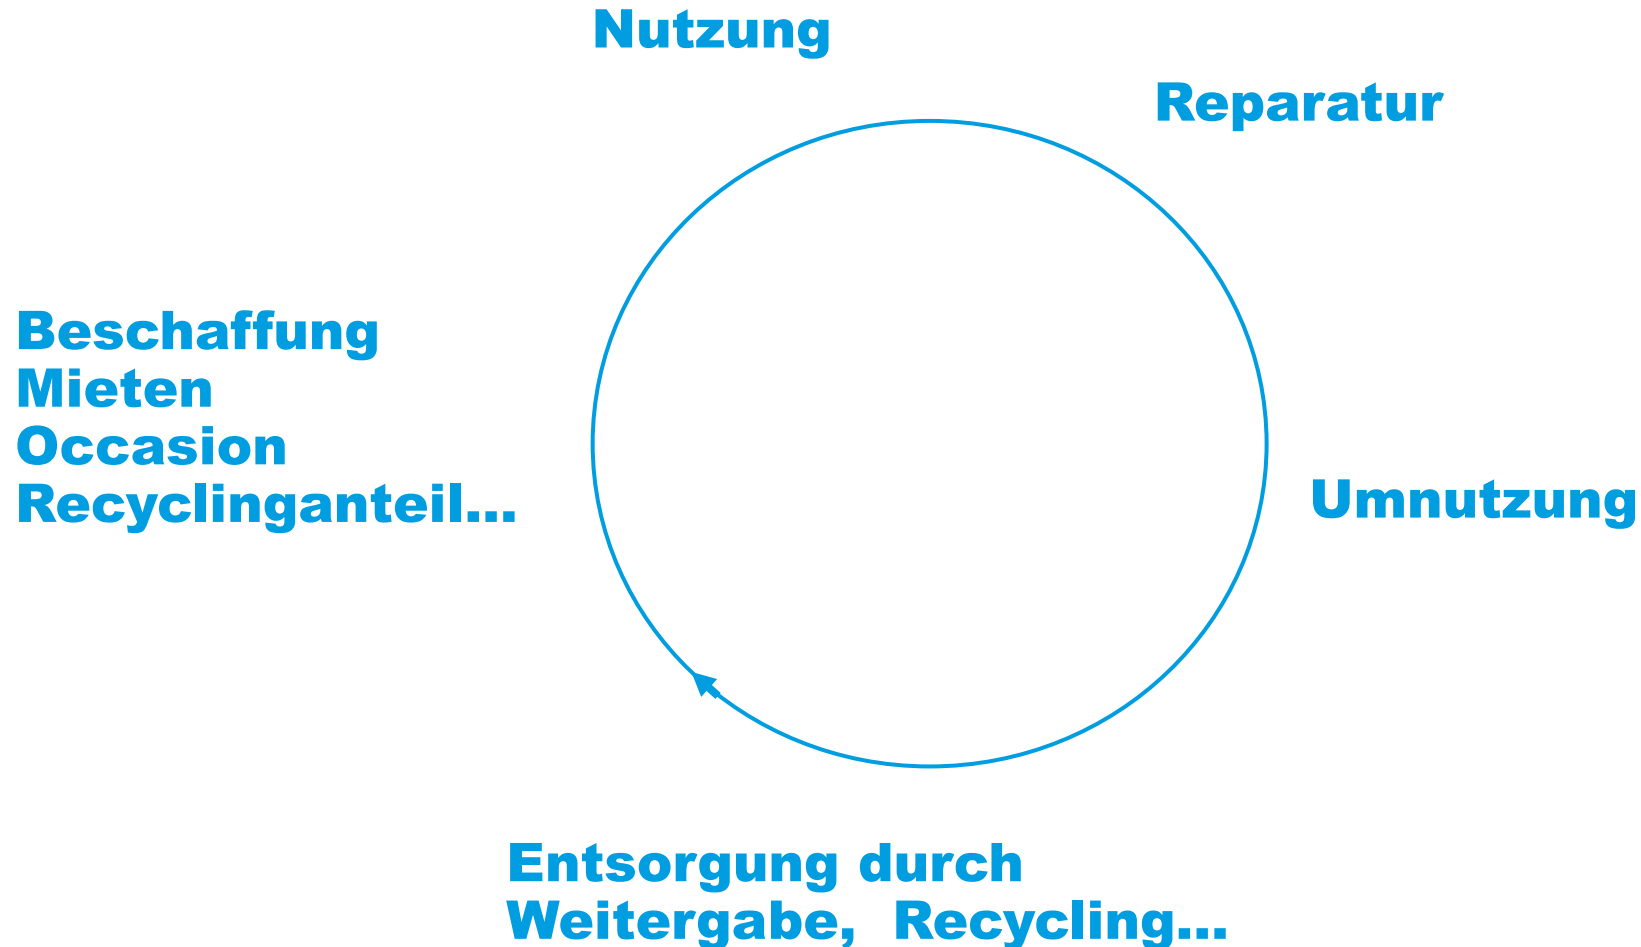 Nutzung
Reparatur
Beschaffung
Mieten
Occasion
Recyclinganteil...
Umnutzung
Entsorgung durch
Weitergabe, Recycling...